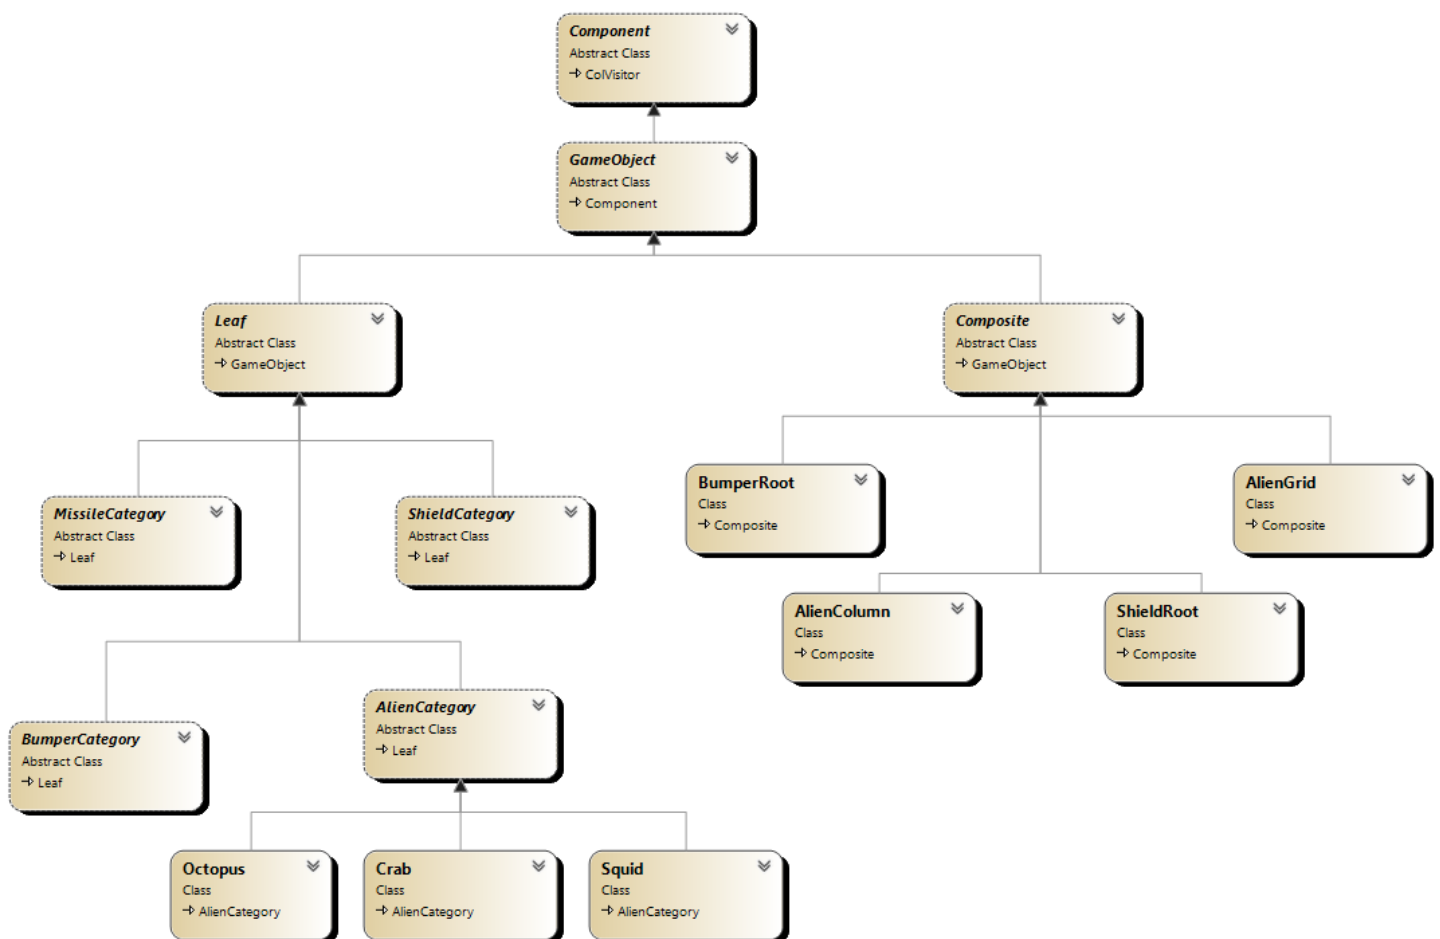 Component
Abstract Class
ColVisitor
GameObject
Abstract Class
Component
Leaf
Abstract Class
GameObject
Composite
Abstract Class
GameObject
MissileCategory
Abstract Class
Leaf
ShieldCategory
Abstract Class
Leaf
BumperRoot
Class
Composite
AlienGrid
Class
Composite
AlienColumn
Class
Composite
ShieldRoot
Class
Composite
BumperCategory
Abstract Class
Leaf
AlienCategory
Abstract Class
Leaf
Octopus
Class
AlienCategory
Crab
Class
AlienCategory
Squid
Class
AlienCategory